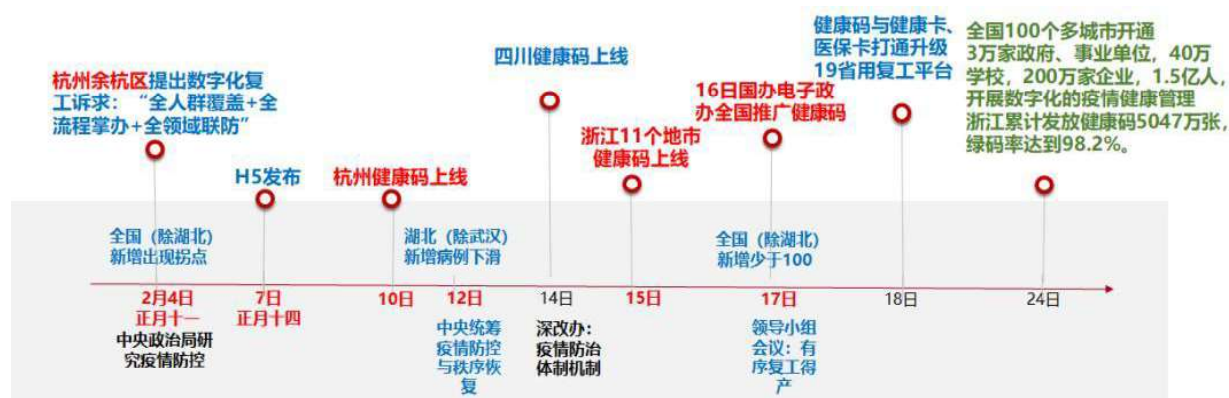 杭州余杭区提出数字化复
工诉求：“全人群覆盖+全
流程掌办+全领域联防”
H5发布
杭州健康码上线
四川健康码上线
浙江11个地市
健康码上线
16日国办电子政
办全国推广健康码
健康码与健康卡、
医保卡打通升级
19省用复工平台
全国100个多城市开通
3万家政府、事业单位，40万
学校，200万家企业，1.5亿人，
开展数字化的疫情健康管理
浙江累计发放健康码5047万张，
绿码率达到98.2%。
全国（除湖北）
新增出现拐点
湖北（除武汉）
新增病例下滑
全国（除湖北）
新增少于100
2月4日
正月十一
7日
正月十四
10日
12日
14日
15日
17日
18日
24日
中央政治局研
究疫情防控
中央统筹
疫情防控
与秩序恢
复
深改办：
疫情防治
体制机制
领导小组
会议：有
序复工得
产